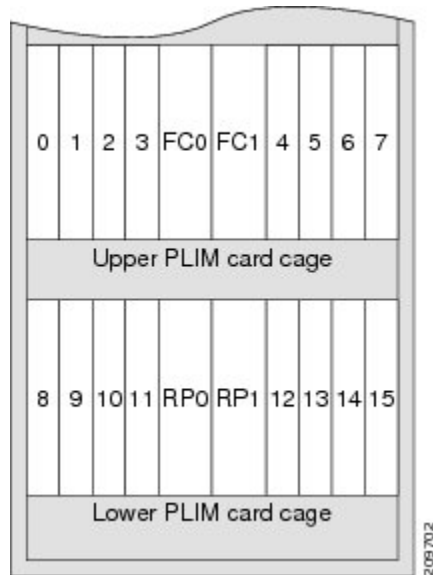 0 1 2 3 FC0 FC1 4 5 6 7
Upper PLIM card cage
8 9 10 11 RP0 RP1 12 13 14 15
Lower PLIM card cage
209702